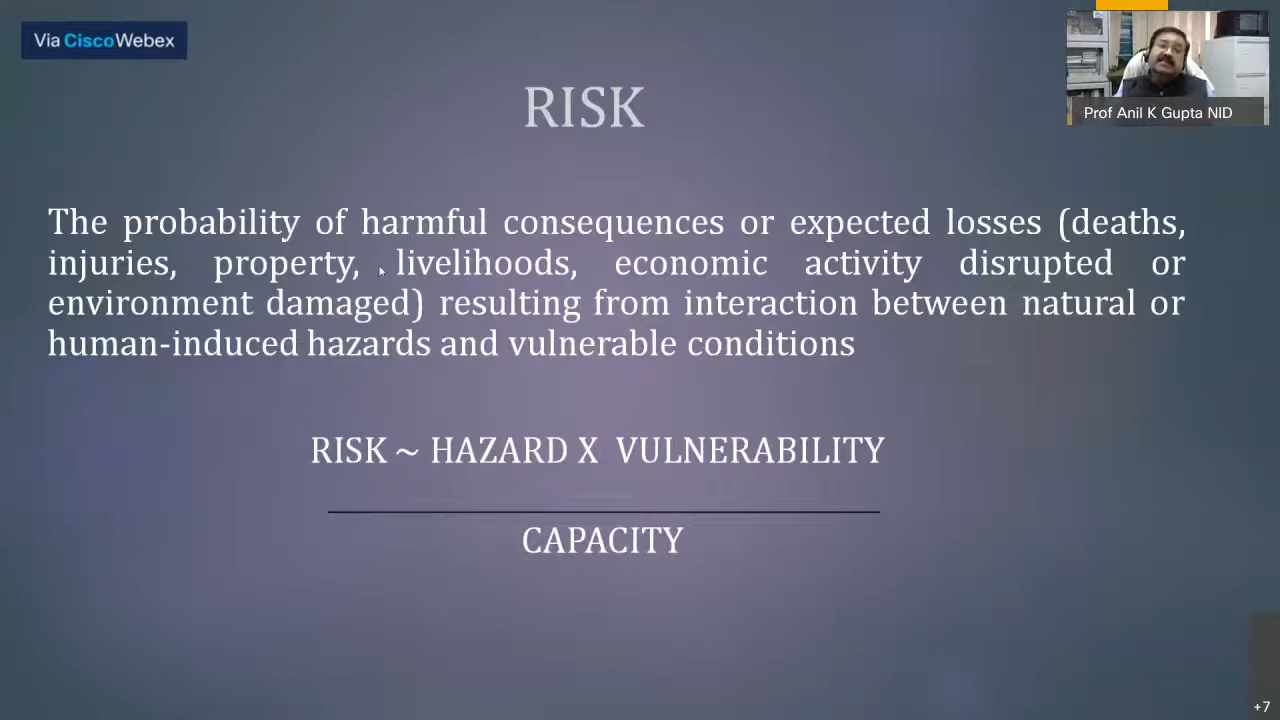 Via CiscoWebex
Prof Anil K Gupta NID
RISK
The probability of harmful consequences or expected losses (deaths,
injuries, property, livelihoods, economic activity disrupted or
environment damaged) resulting from interaction between natural or
human-induced hazards and vulnerable conditions
RISK ~ HAZARD X VULNERABILITY
CAPACITY
+7